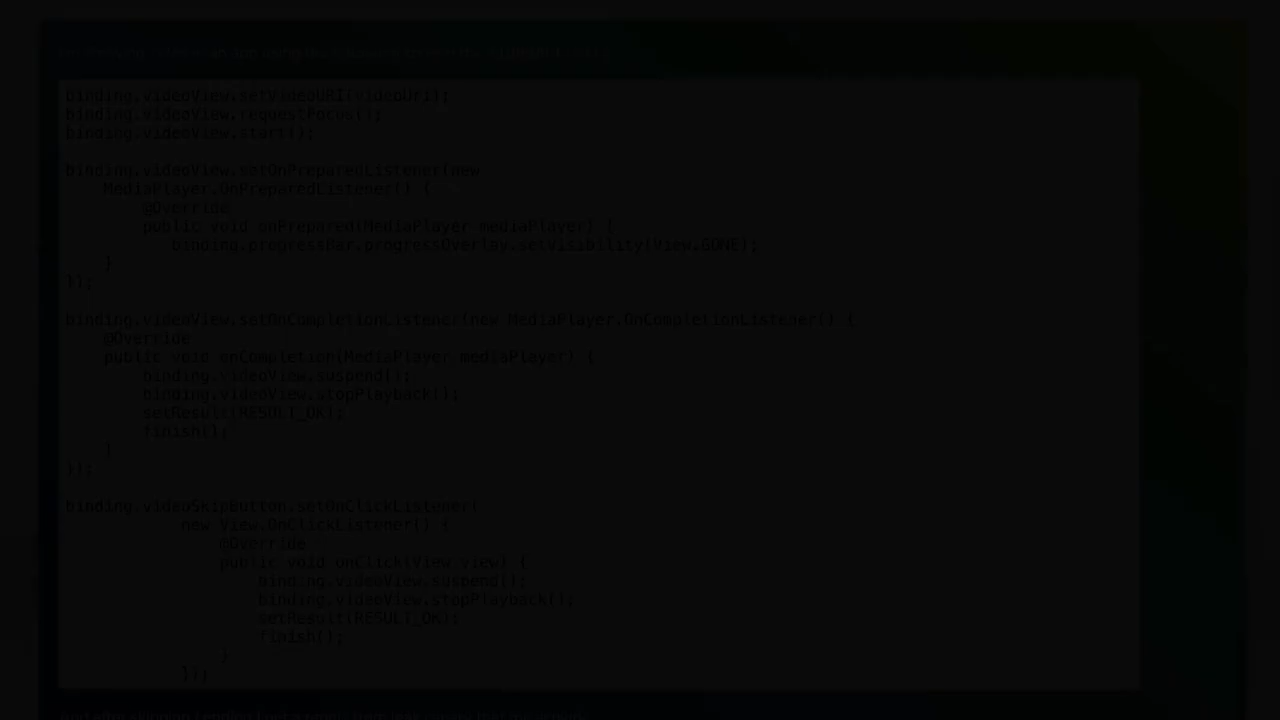 binding.videoView.setVideoURI(videoUri);
binding.videoView.requestFocus();
binding.videoView.start();
binding.videoView.setOnPreparedListener(new
MediaPlayer.OnPreparedListener() {
@Override
public void onPrepared(MediaPlayer mediaPlayer) {
binding.progressBar.progressOverlay.setVisibility(View.GONE);
}
});
binding.videoView.setOnCompletionListener(new MediaPlayer.OnCompletionListener() {
@Override
public void onCompletion(MediaPlayer mediaPlayer) {
binding.videoView.suspend();
binding.videoView.stopPlayback();
setResult(RESULT_OK);
finish();
}
});
binding.videoSkipButton.setOnClickListener(
new View.OnClickListener() {
@Override
public void onClick(View view) {
binding.videoView.suspend();
binding.videoView.stopPlayback();
setResult(RESULT_OK);
finish();
}
});